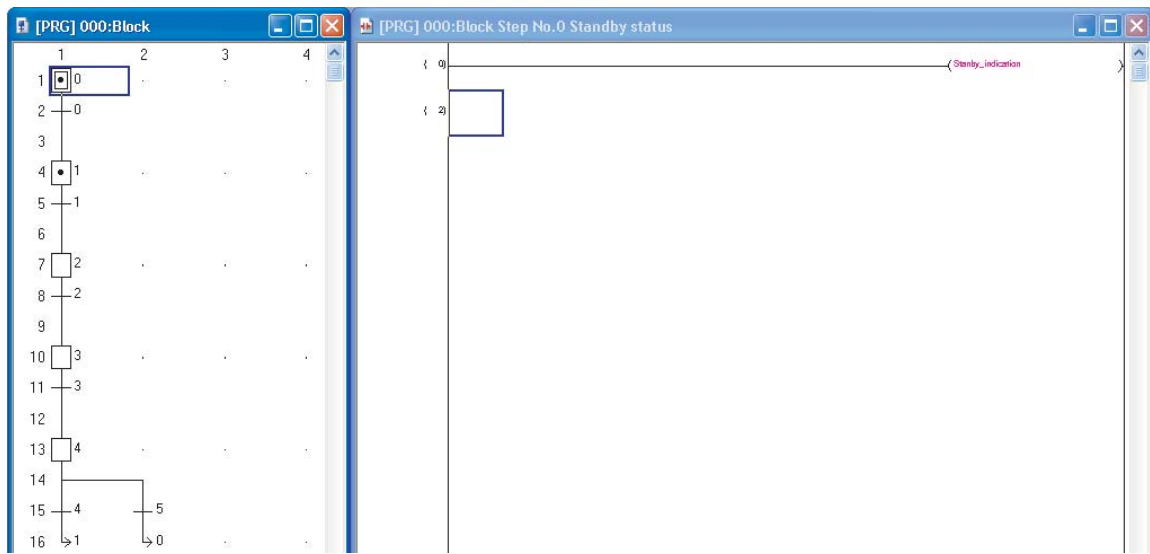 [PRG] 000:Block
1 2 3 4
1 0
2 0
3
4 1
5 1
6
7 2
8 2
9
10 3
11 3
12
13 4
14
15 4 5
16 1 0
[PRG] 000:Block Step No.0 Standby status
( 0) ( Stanby_indication )
( 2)